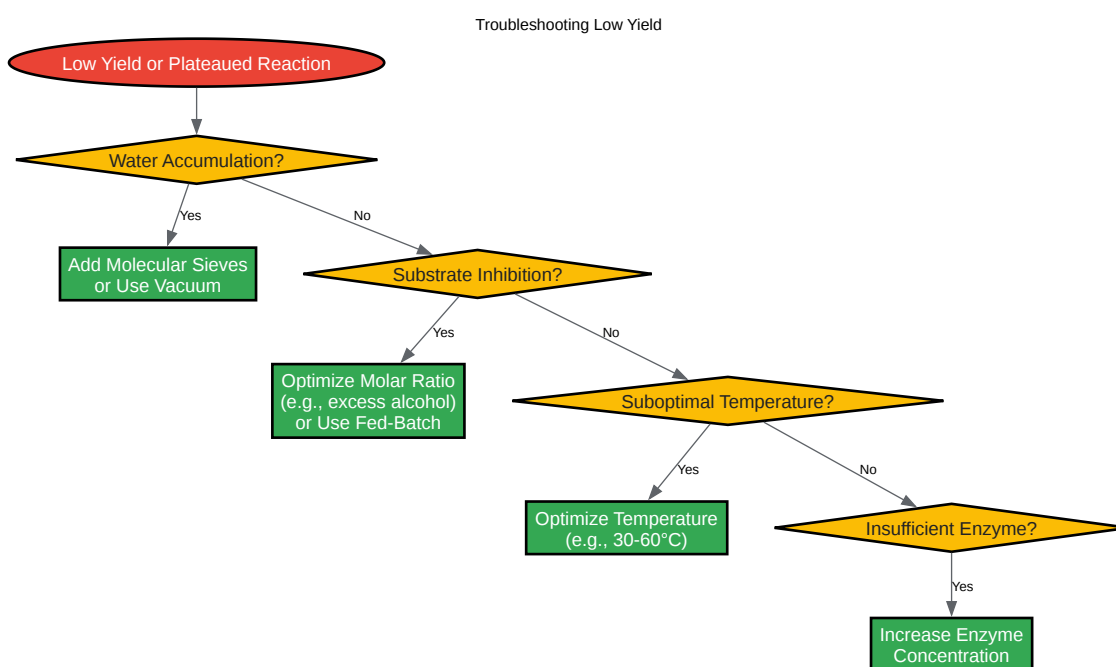 Troubleshooting Low Yield
Low Yield or Plateaued Reaction
Water Accumulation?
Yes
No
Add Molecular Sieves
or Use Vacuum
Substrate Inhibition?
Yes
No
Optimize Molar Ratio
(e.g., excess alcohol)
or Use Fed-Batch
Suboptimal Temperature?
Yes
No
Optimize Temperature
(e.g., 30-60°C)
Insufficient Enzyme?
Yes
Increase Enzyme
Concentration